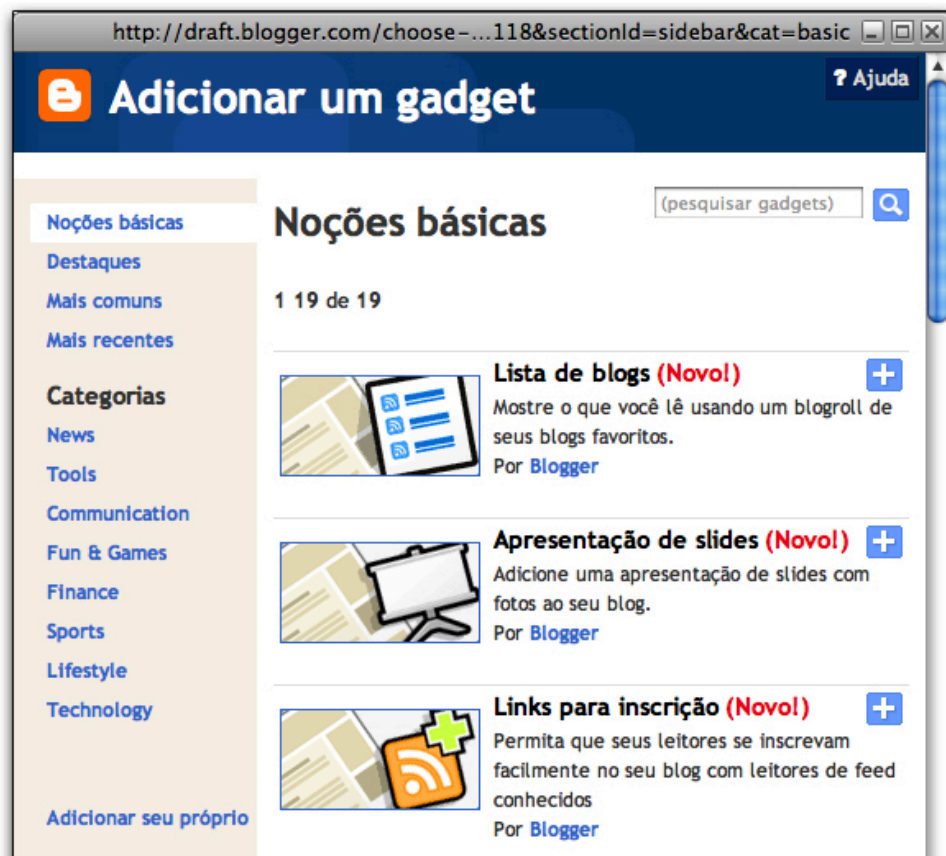 http://draft.blogger.com/choose-...118&sectionId=sidebar&cat=basic
Adicionar um gadget
? Ajuda
Noções básicas
Destaques
Mais comuns
Mais recentes
Categorias
News
Tools
Communication
Fun & Games
Finance
Sports
Lifestyle
Technology
Adicionar seu próprio
Noções básicas
(pesquisar gadgets)
1 19 de 19
Lista de blogs (Novo!)
Mostre o que você lê usando um blogroll de
seus blogs favoritos.
Por Blogger
Apresentação de slides (Novo!)
Adicione uma apresentação de slides com
fotos ao seu blog.
Por Blogger
Links para inscrição (Novo!)
Permita que seus leitores se inscrevam
facilmente no seu blog com leitores de feed
conhecidos
Por Blogger